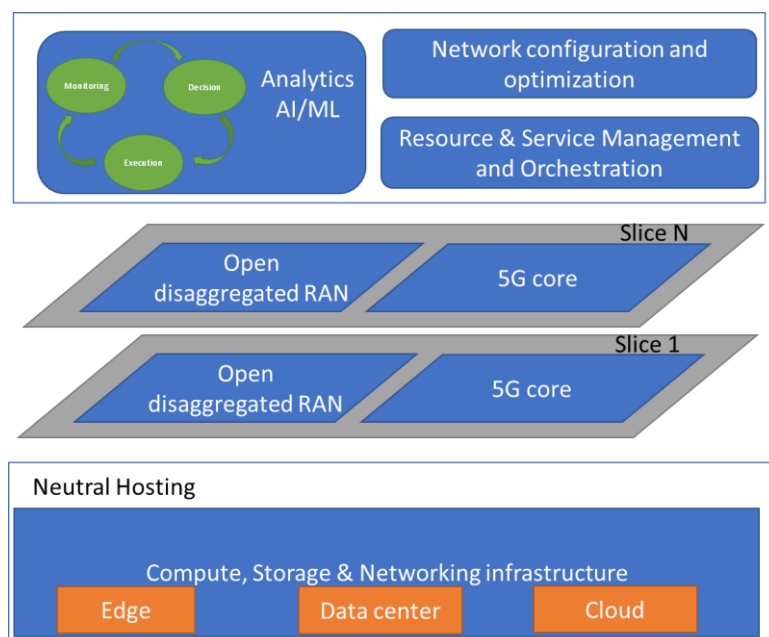 Monitoring
Decision
Execution
Analytics
AI/ML
Network configuration and
optimization
Resource & Service Management
and Orchestration
Slice N
Open
disaggregated RAN
5G core
Slice 1
Open
disaggregated RAN
5G core
Neutral Hosting
Compute, Storage & Networking infrastructure
Edge
Data center
Cloud